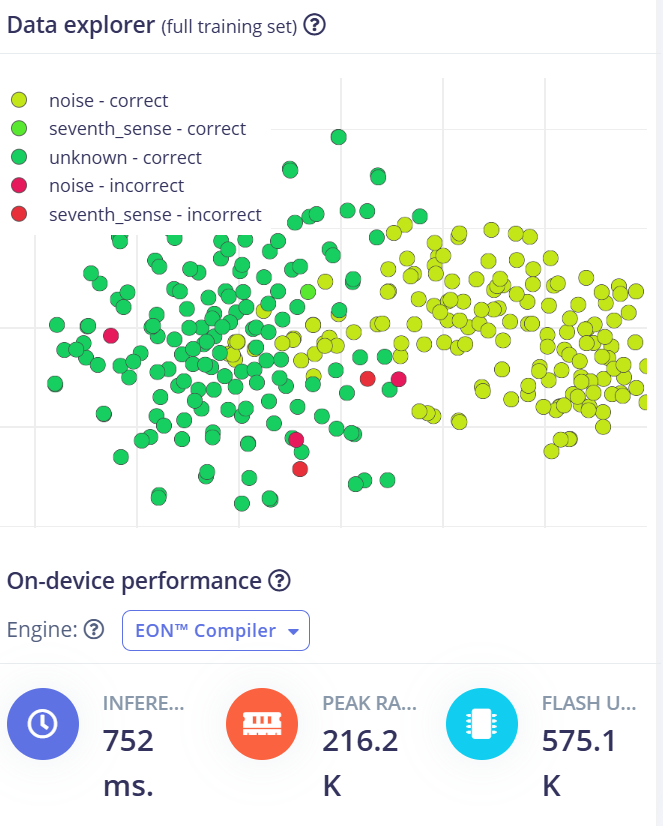 Data explorer (full training set) ?
noise - correct
seventh_sense - correct
unknown - correct
noise - incorrect
seventh_sense - incorrect
On-device performance ?
Engine: ? EON™ Compiler
INFERE... PEAK RA... FLASH U...
752 216.2 575.1
ms. K K